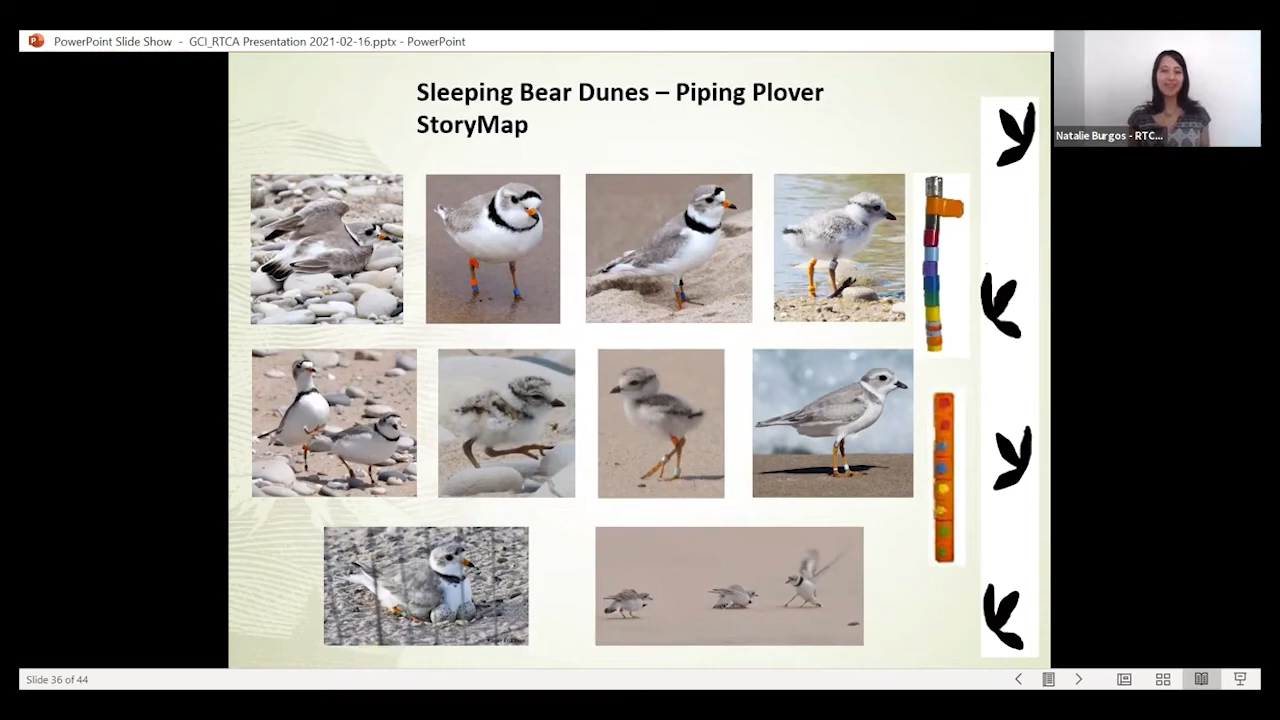 PowerPoint Slide Show - GCI_RTCA Presentation 2021-02-16.pptx - PowerPoint
Sleeping Bear Dunes – Piping Plover
StoryMap
Natalie Burgos - RTC...
Slide 36 of 44